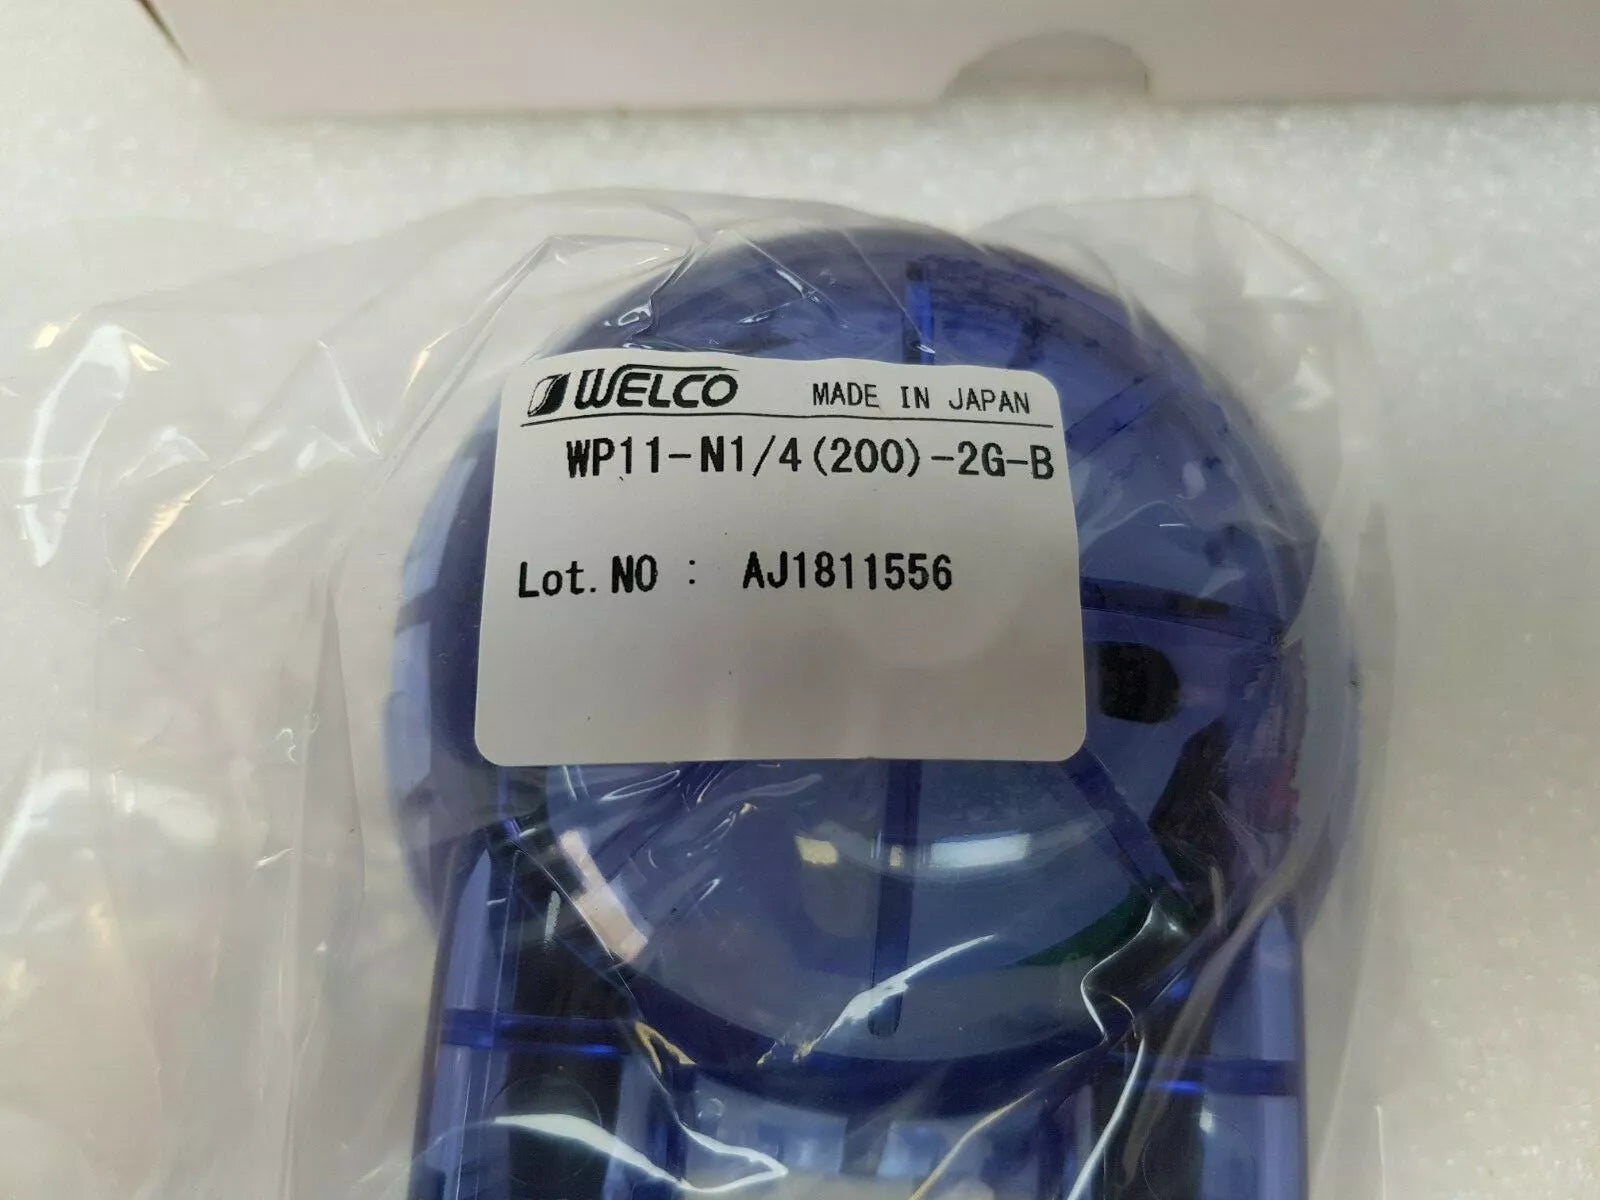 WELCO MADE IN JAPAN
WP11-N1/4(200)-2G-B
Lot.NO : AJ1811556